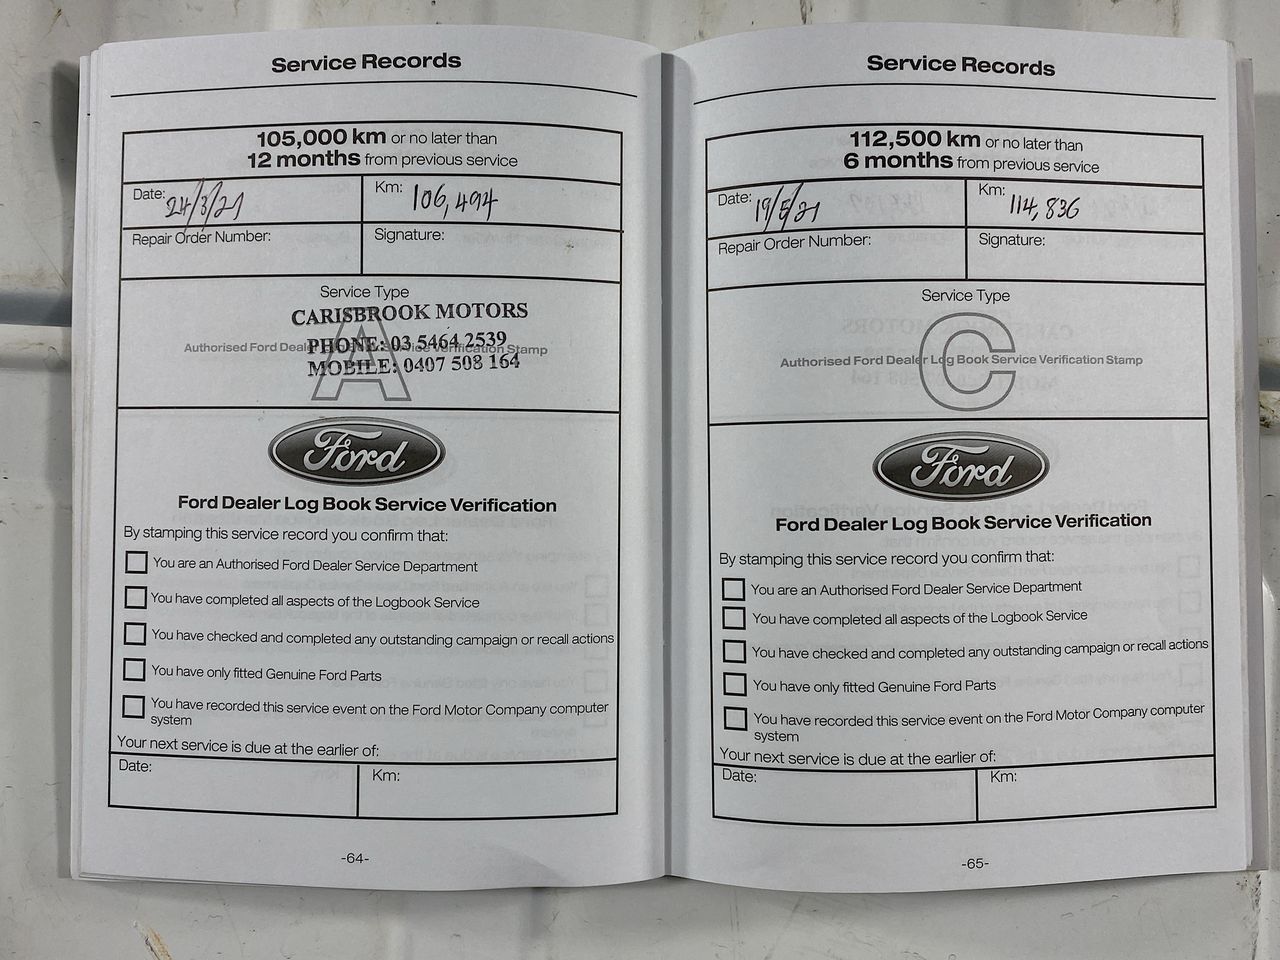 Service Records
105,000 km or no later than
12 months from previous service
Date: 24/3/21
Km: 106,494
Repair Order Number:
Signature:
Service Type
A
Authorised Ford Dealer Log Book Service Verification Stamp
CARISBROOK MOTORS
PHONE: 03 5464 2539
MOBILE: 0407 508 164
Ford
Ford Dealer Log Book Service Verification
By stamping this service record you confirm that:
You are an Authorised Ford Dealer Service Department
You have completed all aspects of the Logbook Service
You have checked and completed any outstanding campaign or recall actions
You have only fitted Genuine Ford Parts
You have recorded this service event on the Ford Motor Company computer
system
Your next service is due at the earlier of:
Date:
Km:
-64-
Service Records
112,500 km or no later than
6 months from previous service
Date: 19/5/21
Km: 114,836
Repair Order Number:
Signature:
Service Type
C
Authorised Ford Dealer Log Book Service Verification Stamp
Ford
Ford Dealer Log Book Service Verification
By stamping this service record you confirm that:
You are an Authorised Ford Dealer Service Department
You have completed all aspects of the Logbook Service
You have checked and completed any outstanding campaign or recall actions
You have only fitted Genuine Ford Parts
You have recorded this service event on the Ford Motor Company computer
system
Your next service is due at the earlier of:
Date:
Km:
-65-